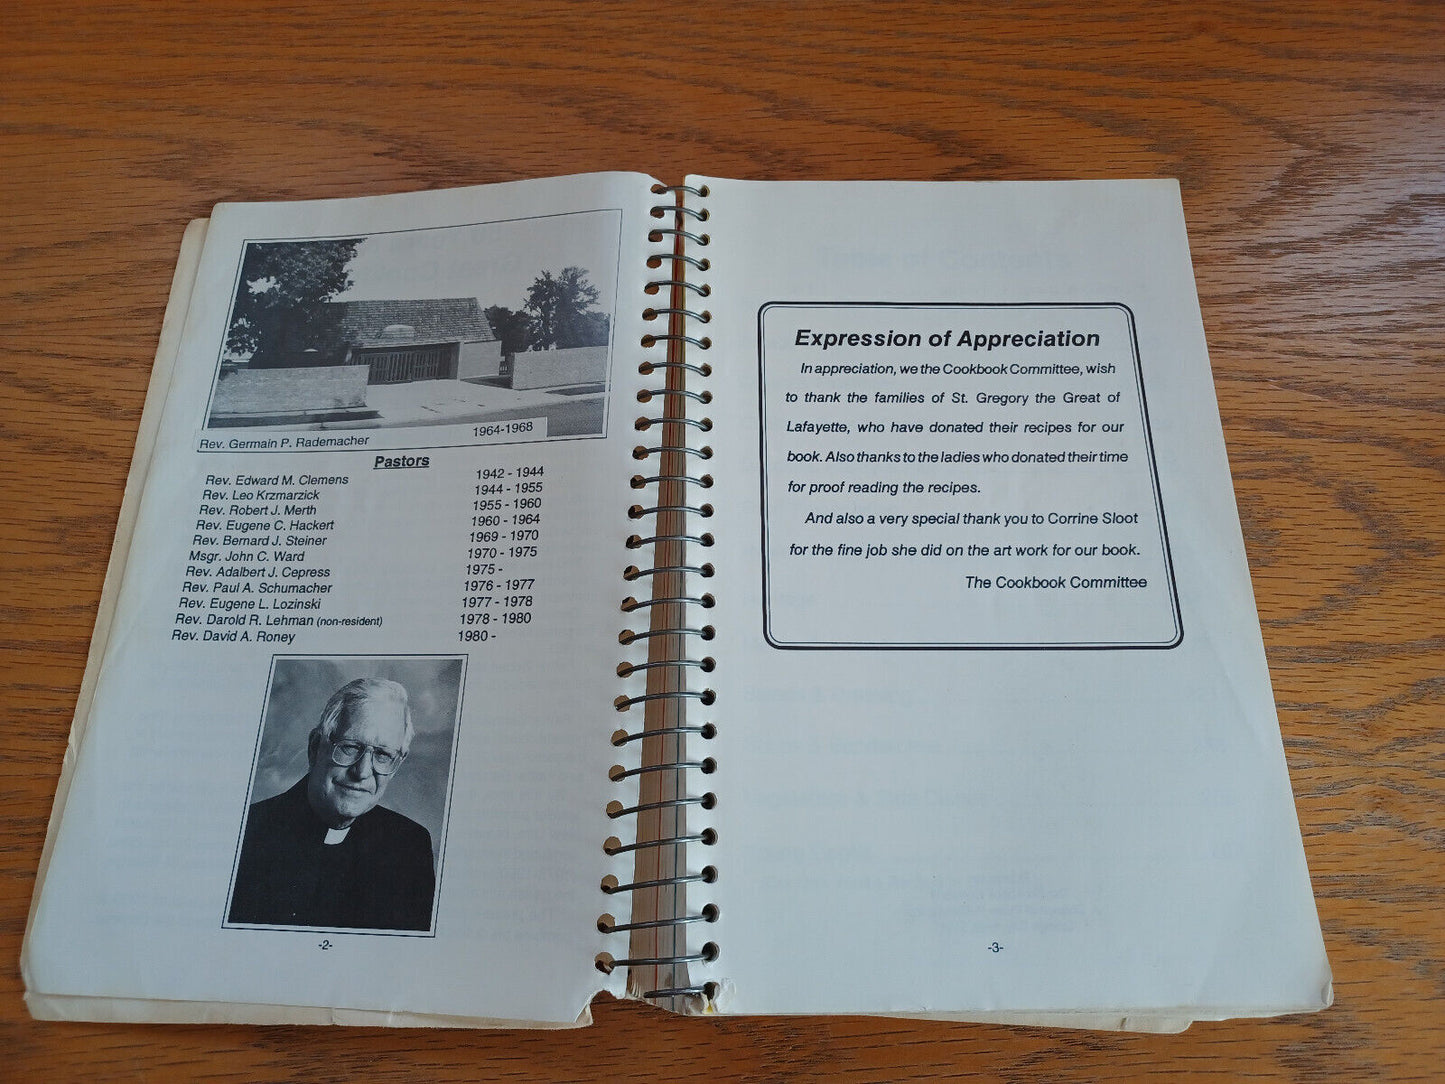 Rev. Germain P. Rademacher 1964-1968
Pastors
Rev. Edward M. Clemens 1942 - 1944
Rev. Leo Krzmarzick 1944 - 1955
Rev. Robert J. Merth 1955 - 1960
Rev. Eugene C. Hackert 1960 - 1964
Rev. Bernard J. Steiner 1969 - 1970
Msgr. John C. Ward 1970 - 1975
Rev. Adalbert J. Cepress 1975 -
Rev. Paul A. Schumacher 1976 - 1977
Rev. Eugene L. Lozinski 1977 - 1978
Rev. Darold R. Lehman (non-resident) 1978 - 1980
Rev. David A. Roney 1980 -
-2-
Expression of Appreciation
In appreciation, we the Cookbook Committee, wish
to thank the families of St. Gregory the Great of
Lafayette, who have donated their recipes for our
book. Also thanks to the ladies who donated their time
for proof reading the recipes.
And also a very special thank you to Corrine Sloot
for the fine job she did on the art work for our book.
The Cookbook Committee
-3-